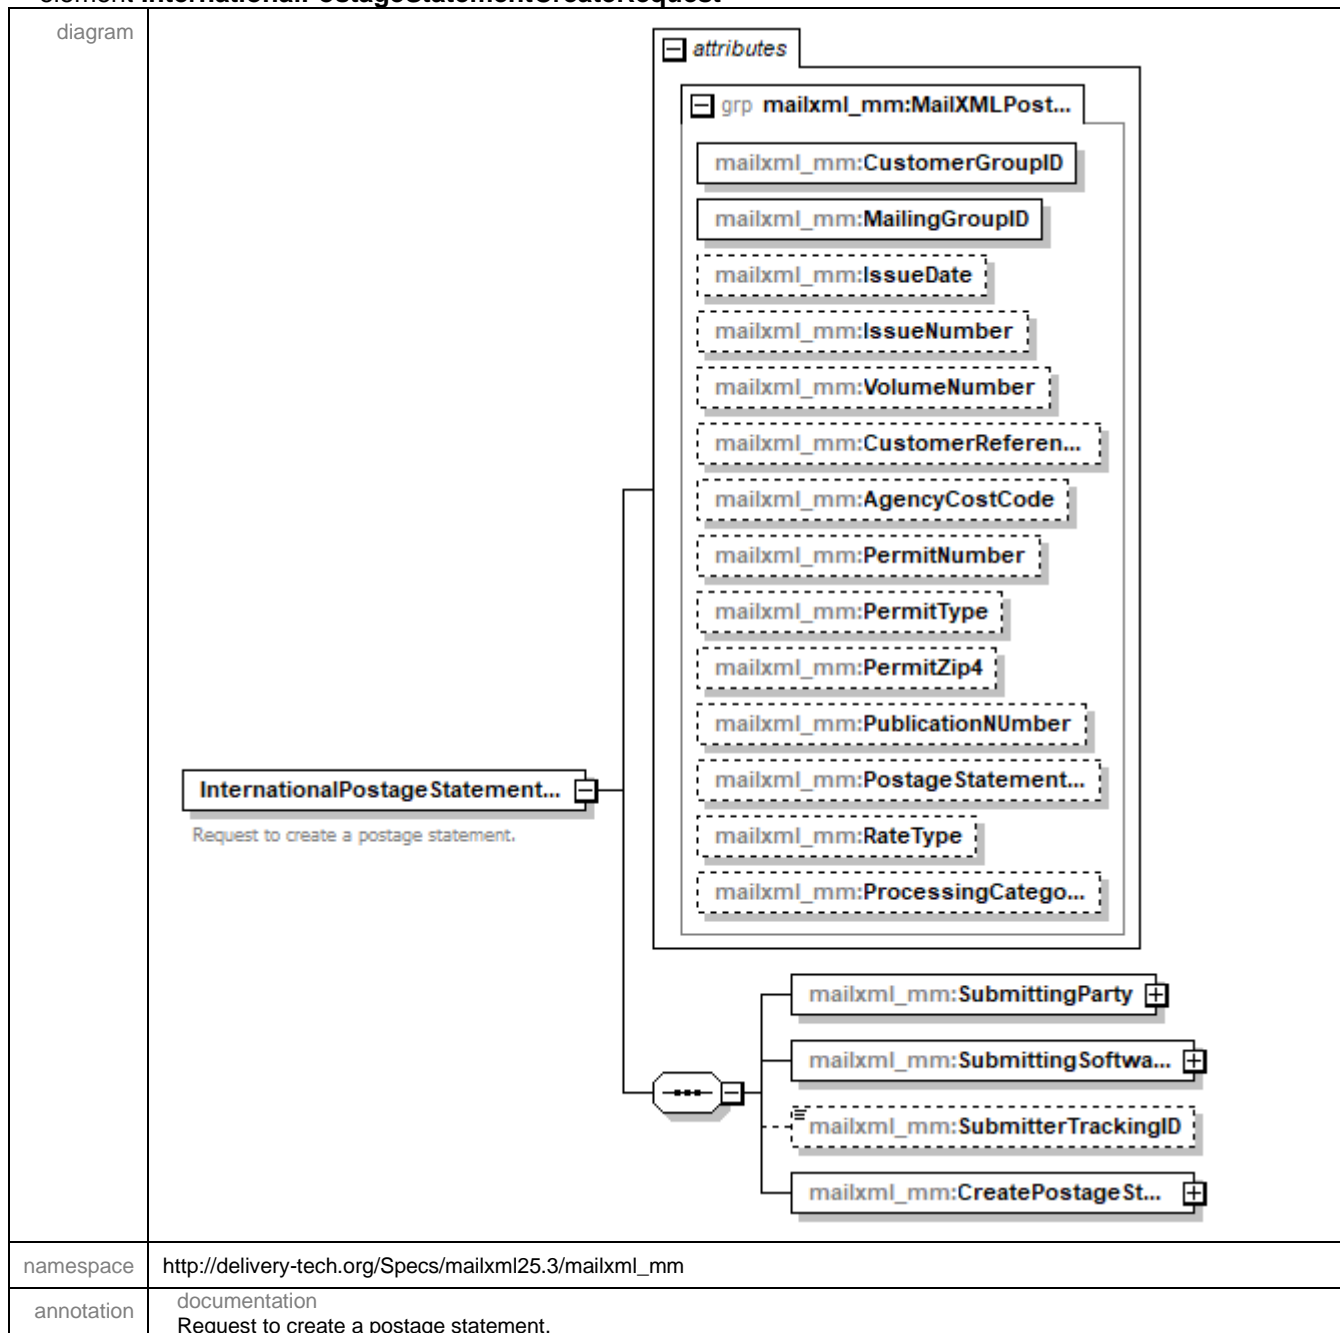 element InternationalPostageStatementCreateRequest
diagram
attributes
grp mailxml_mm:MailXMLPost...
mailxml_mm:CustomerGroupID
mailxml_mm:MailingGroupID
mailxml_mm:IssueDate
mailxml_mm:IssueNumber
mailxml_mm:VolumeNumber
mailxml_mm:CustomerReferen...
mailxml_mm:AgencyCostCode
mailxml_mm:PermitNumber
mailxml_mm:PermitType
mailxml_mm:PermitZip4
mailxml_mm:PublicationNUmber
mailxml_mm:PostageStatement...
mailxml_mm:RateType
mailxml_mm:ProcessingCatego...
InternationalPostageStatement...
Request to create a postage statement.
mailxml_mm:SubmittingParty
mailxml_mm:SubmittingSoftwa...
mailxml_mm:SubmitterTrackingID
mailxml_mm:CreatePostageSt...
namespace http://delivery-tech.org/Specs/mailxml25.3/mailxml_mm
annotation documentation
Request to create a postage statement.